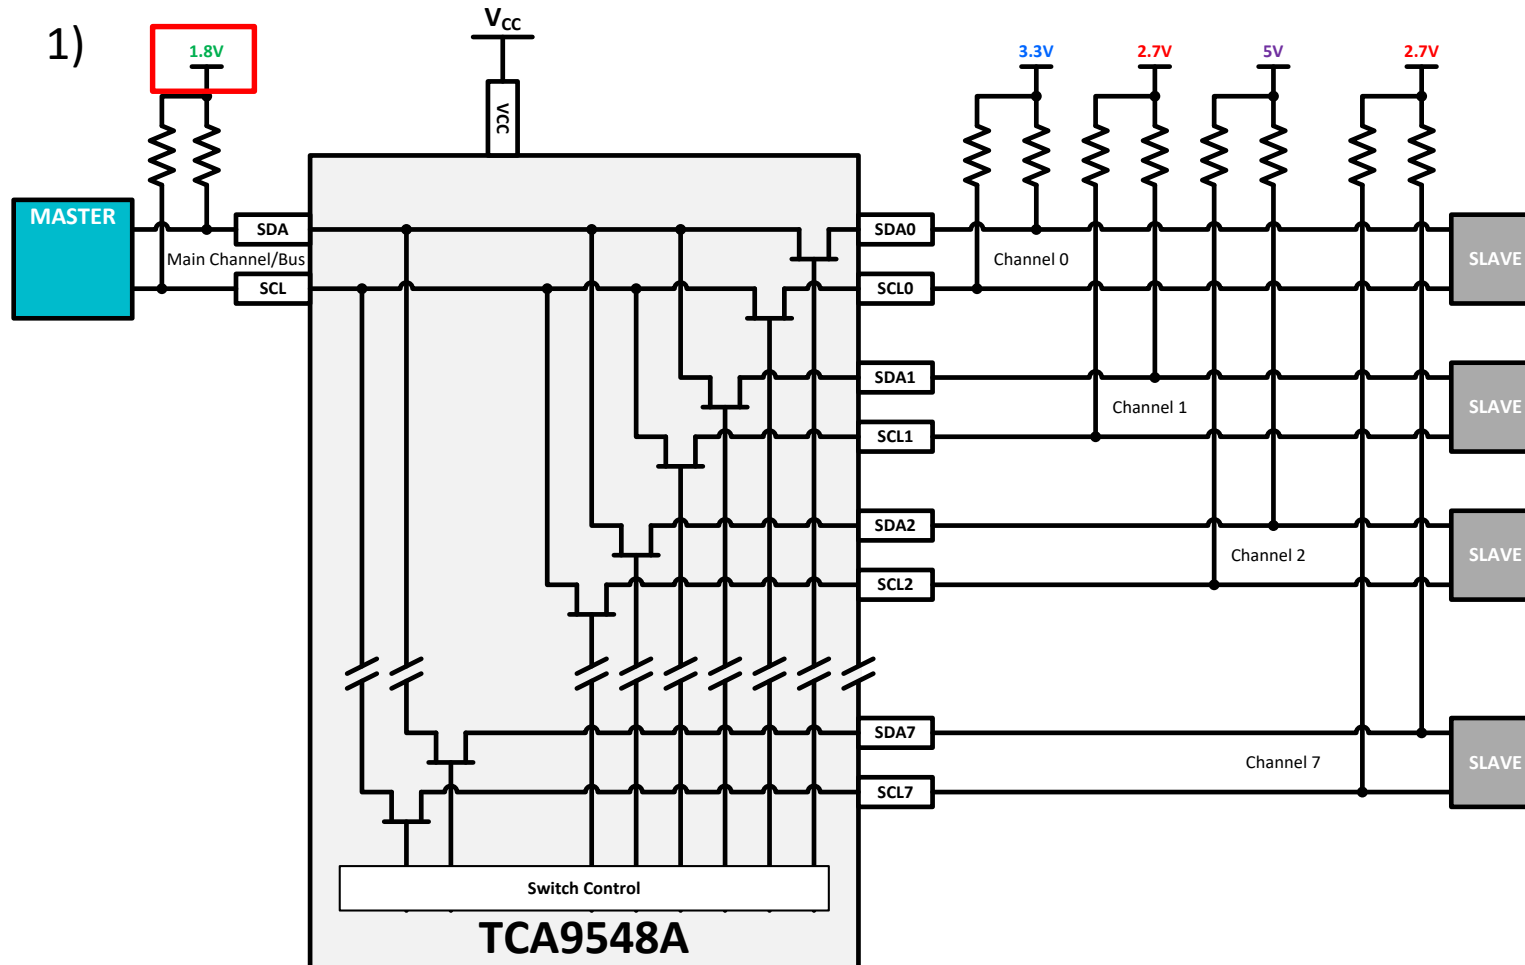 1)
1.8V
V_CC
3.3V
2.7V
5V
2.7V
VCC
MASTER
SDA
Main Channel/Bus
SCL
SDA0
Channel 0
SCL0
SLAVE
SDA1
Channel 1
SCL1
SLAVE
SDA2
Channel 2
SCL2
SLAVE
SDA7
Channel 7
SCL7
SLAVE
Switch Control
TCA9548A